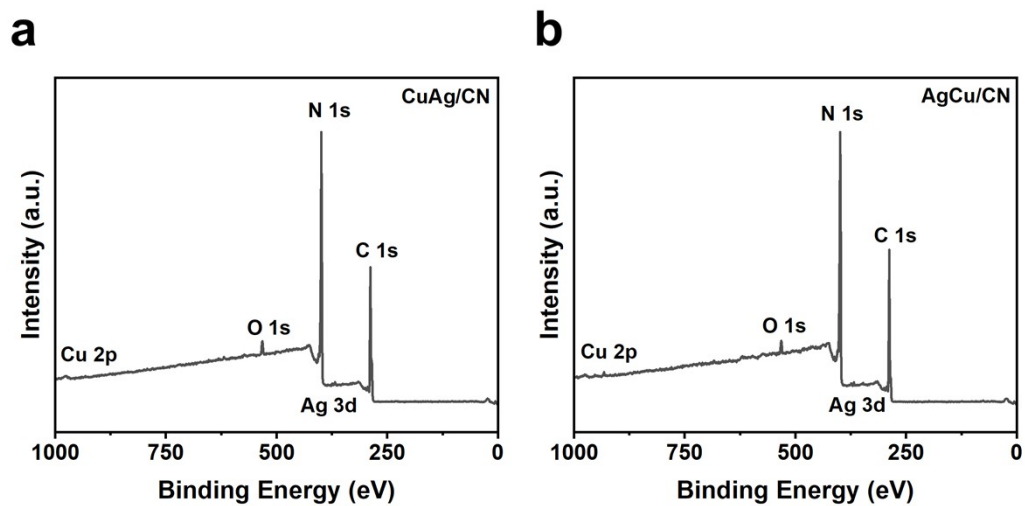 a
CuAg/CN
N 1s
C 1s
O 1s
Cu 2p
Ag 3d
Intensity (a.u.)
1000 750 500 250 0
Binding Energy (eV)
b
AgCu/CN
N 1s
C 1s
O 1s
Cu 2p
Ag 3d
Intensity (a.u.)
1000 750 500 250 0
Binding Energy (eV)